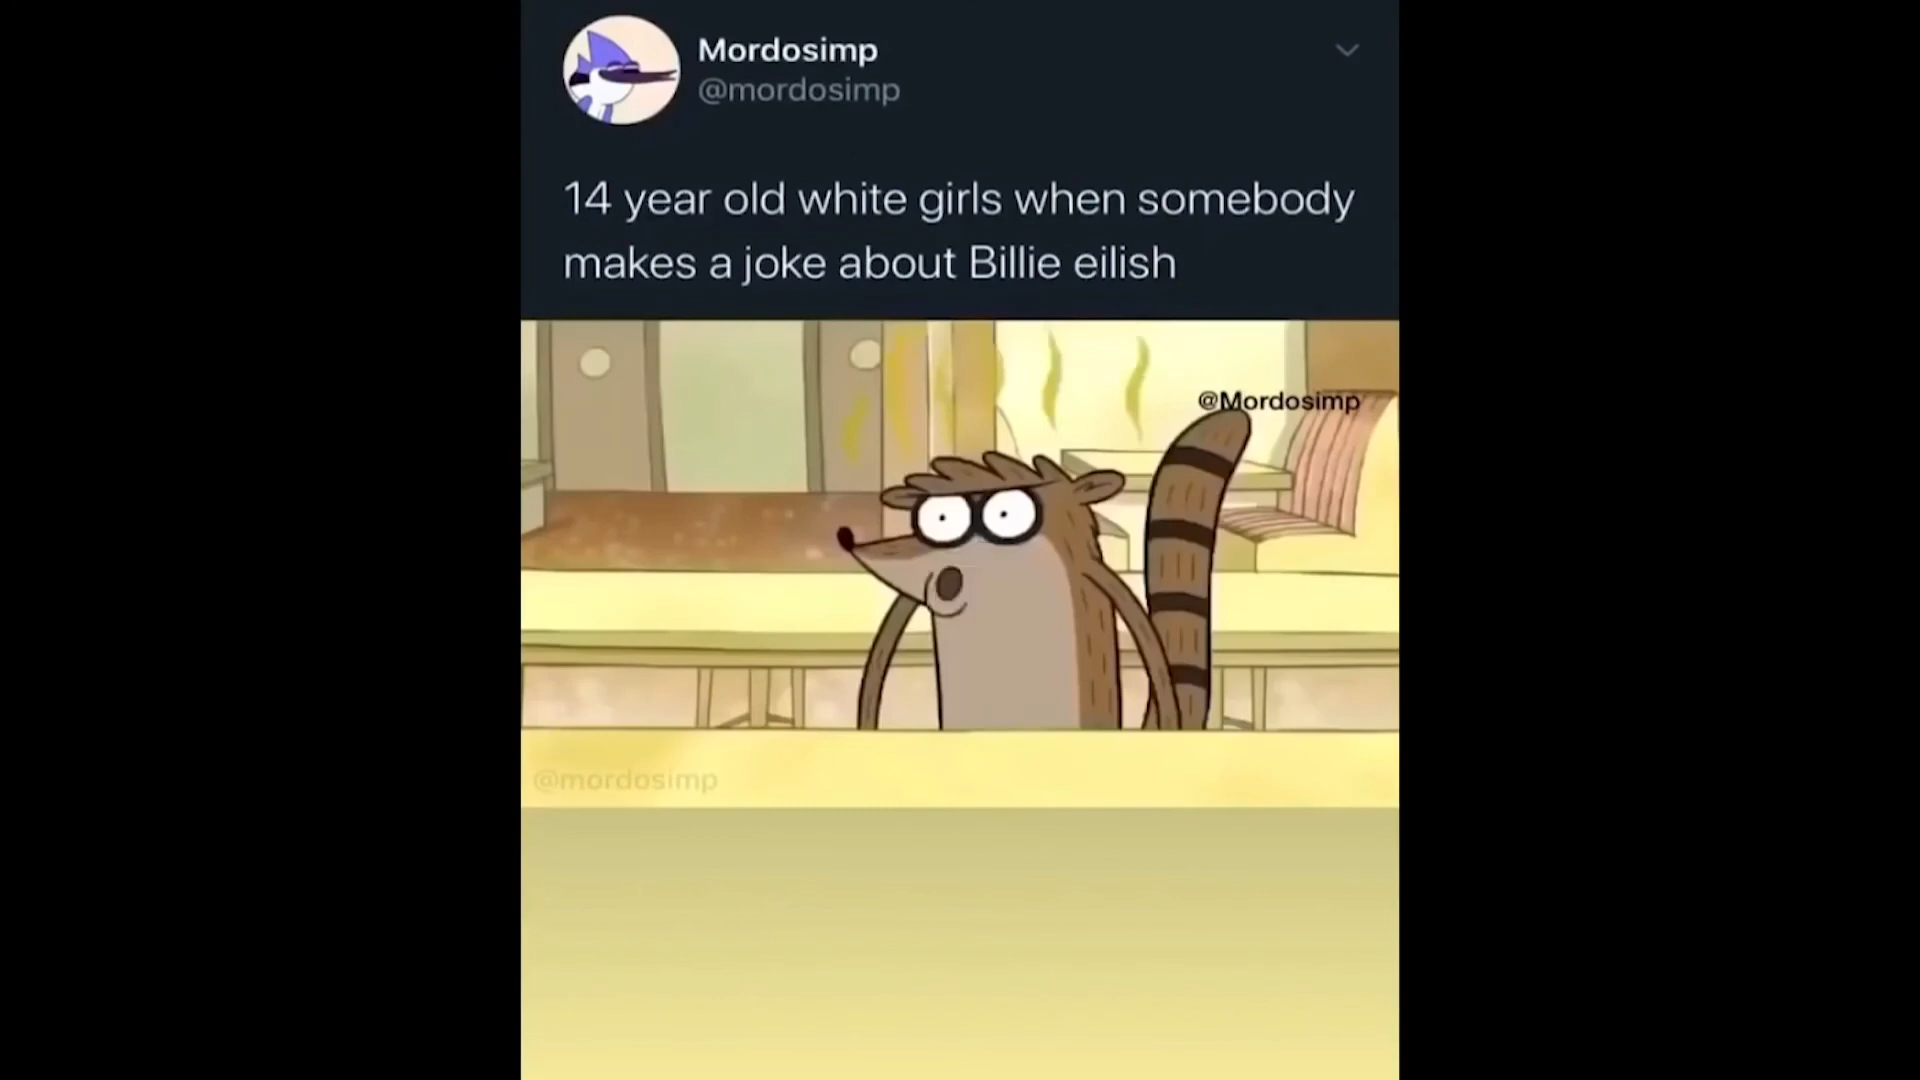 Mordosimp
@mordosimp
14 year old white girls when somebody
makes a joke about Billie eilish
@Mordosimp
@mordosimp